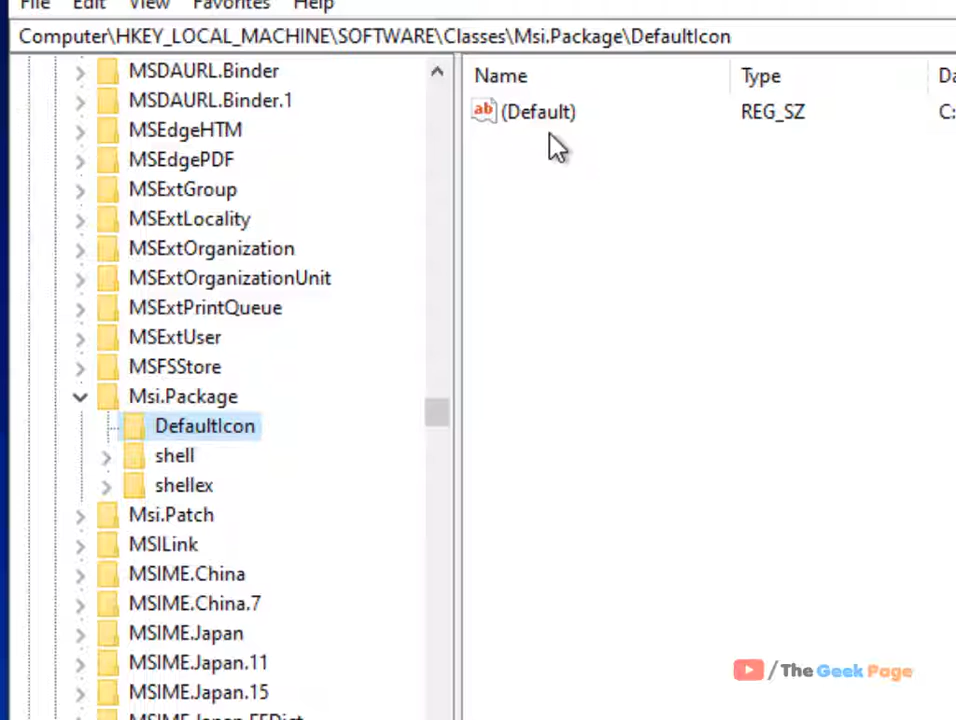 File Edit View Favorites Help
Computer\HKEY_LOCAL_MACHINE\SOFTWARE\Classes\Msi.Package\DefaultIcon
Name Type
ab (Default) REG_SZ C:
MSDAURL.Binder
MSDAURL.Binder.1
MSEdgeHTM
MSEdgePDF
MSExtGroup
MSExtLocality
MSExtOrganization
MSExtOrganizationUnit
MSExtPrintQueue
MSExtUser
MSFSStore
Msi.Package
DefaultIcon
shell
shellex
Msi.Patch
MSILink
MSIME.China
MSIME.China.7
MSIME.Japan
MSIME.Japan.11
MSIME.Japan.15
/ The Geek Page